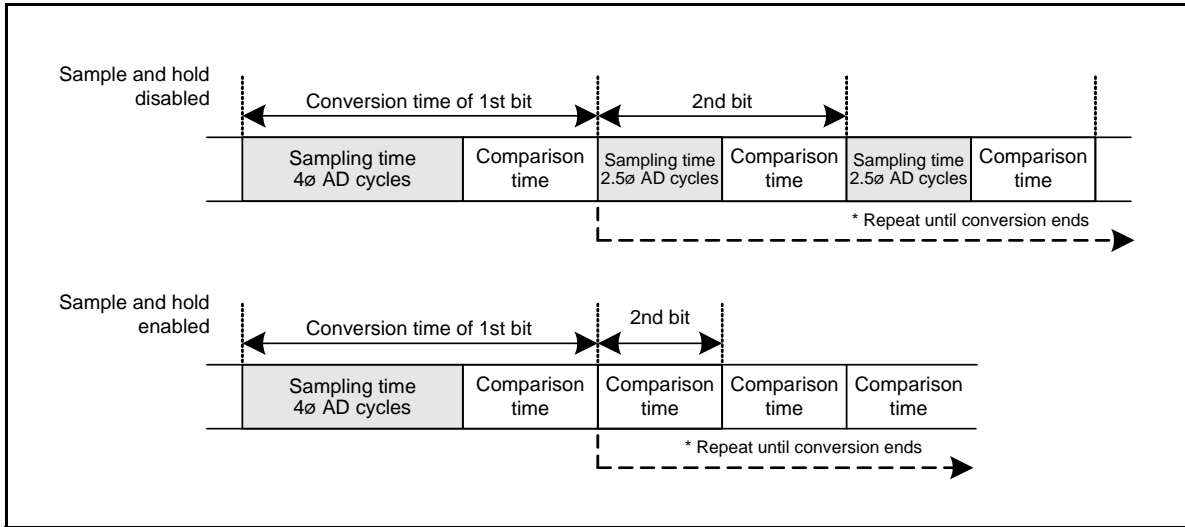 Sample and hold
disabled
Conversion time of 1st bit
2nd bit
Sampling time
4ø AD cycles
Comparison
time
Sampling time
2.5ø AD cycles
Comparison
time
Sampling time
2.5ø AD cycles
Comparison
time
* Repeat until conversion ends
Sample and hold
enabled
Conversion time of 1st bit
2nd bit
Sampling time
4ø AD cycles
Comparison
time
Comparison
time
Comparison
time
Comparison
time
* Repeat until conversion ends